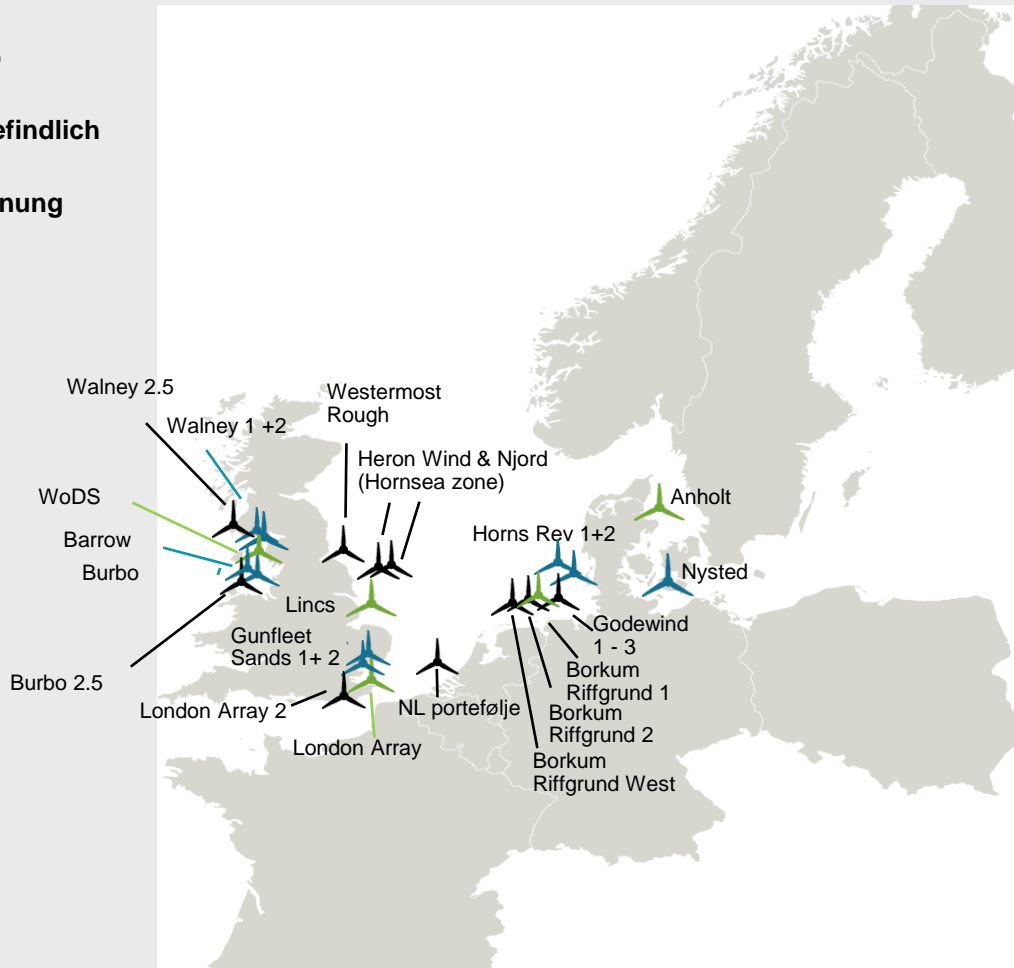 efindlich
nung
Walney 2.5
Walney 1 +2
Westermost
Rough
Heron Wind & Njord
(Hornsea zone)
WoDS
Anholt
Barrow
Horns Rev 1+2
Burbo
Nysted
Lincs
Gunfleet
Sands 1+ 2
Godewind
1 - 3
Borkum
Riffgrund 1
Burbo 2.5
London Array 2
NL portefølje
Borkum
Riffgrund 2
London Array
Borkum
Riffgrund West